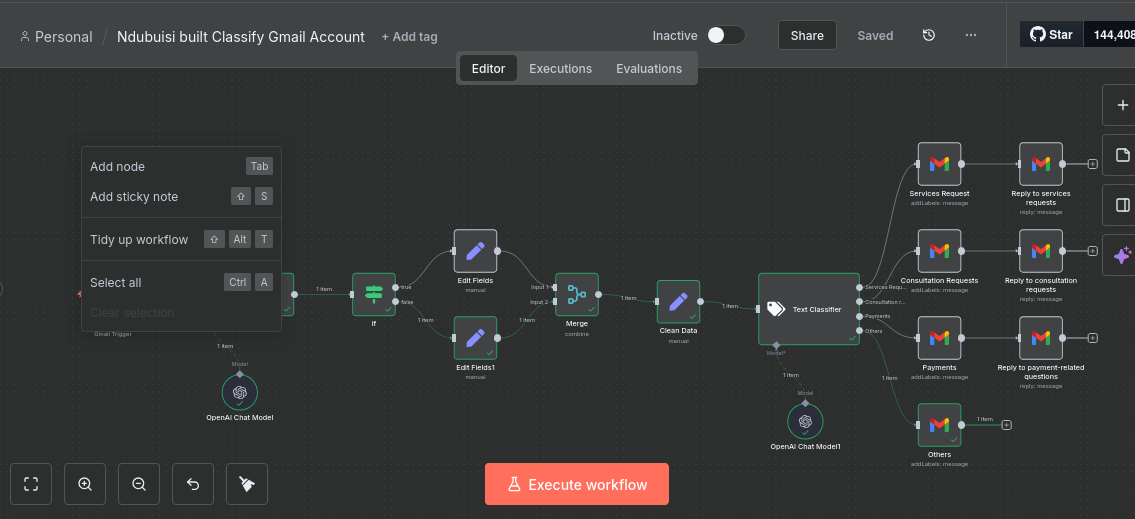 Personal / Ndubuisi built Classify Gmail Account + Add tag
Inactive
Share
Saved
Star 144,408
Editor
Executions
Evaluations
Add node Tab
Add sticky note ⇧ S
Tidy up workflow ⇧ Alt T
Select all Ctrl A
Clear selection
Gmail Trigger
1 item
Model
OpenAI Chat Model
1 item
If
true
false
1 item
Edit Fields
manual
Edit Fields1
manual
Input 1
Input 2
1 item
Merge
combine
1 item
Clean Data
manual
1 item
Text Classifier
Services Requ...
Consultation r...
Payments
Others
Model*
1 item
Model
OpenAI Chat Model1
1 item
Services Request
addLabels: message
Reply to services
requests
reply: message
Consultation Requests
addLabels: message
Reply to consultation
requests
reply: message
Payments
addLabels: message
Reply to payment-related
questions
reply: message
Others
addLabels: message
1 item
Execute workflow